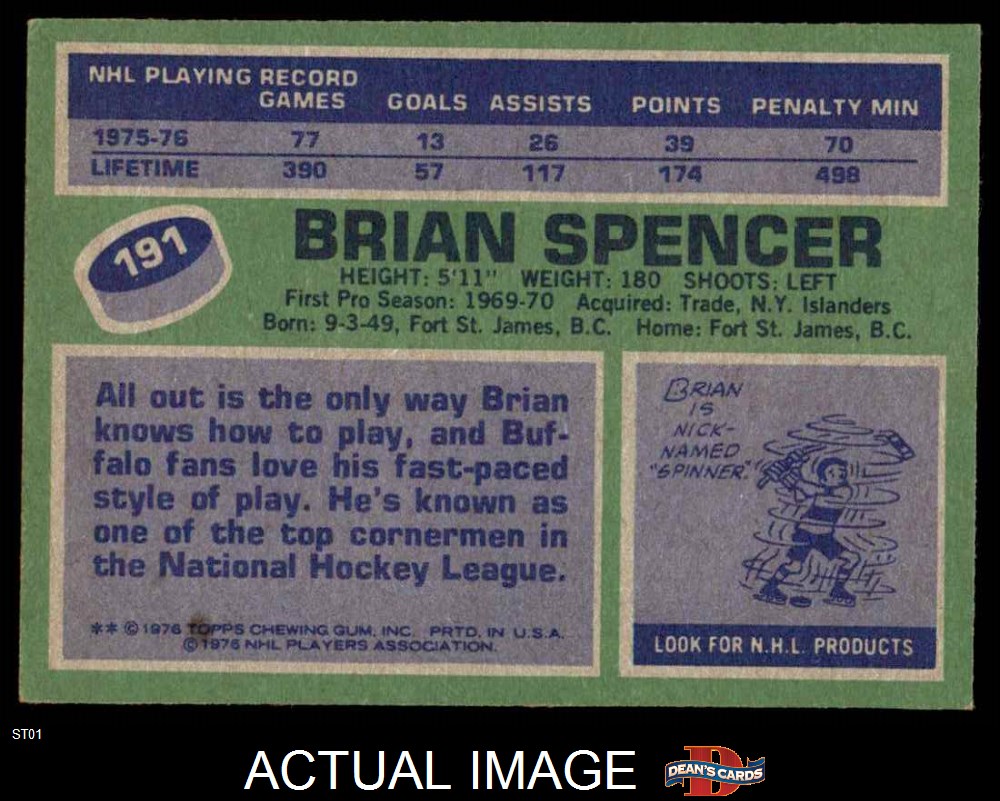 NHL PLAYING RECORD
GAMES GOALS ASSISTS POINTS PENALTY MIN
1975-76 77 13 26 39 70
LIFETIME 390 57 117 174 498
191
BRIAN SPENCER
HEIGHT: 5'11" WEIGHT: 180 SHOOTS: LEFT
First Pro Season: 1969-70 Acquired: Trade, N.Y. Islanders
Born: 9-3-49, Fort St. James, B.C. Home: Fort St. James, B.C.
All out is the only way Brian
knows how to play, and Buf-
falo fans love his fast-paced
style of play. He's known as
one of the top cornermen in
the National Hockey League.
** © 1976 TOPPS CHEWING GUM, INC. PRTD. IN U.S.A.
© 1976 NHL PLAYERS ASSOCIATION.
BRIAN
IS
NICK-
NAMED
"SPINNER."
LOOK FOR N.H.L. PRODUCTS
ST01
ACTUAL IMAGE
D
DEAN'S CARDS